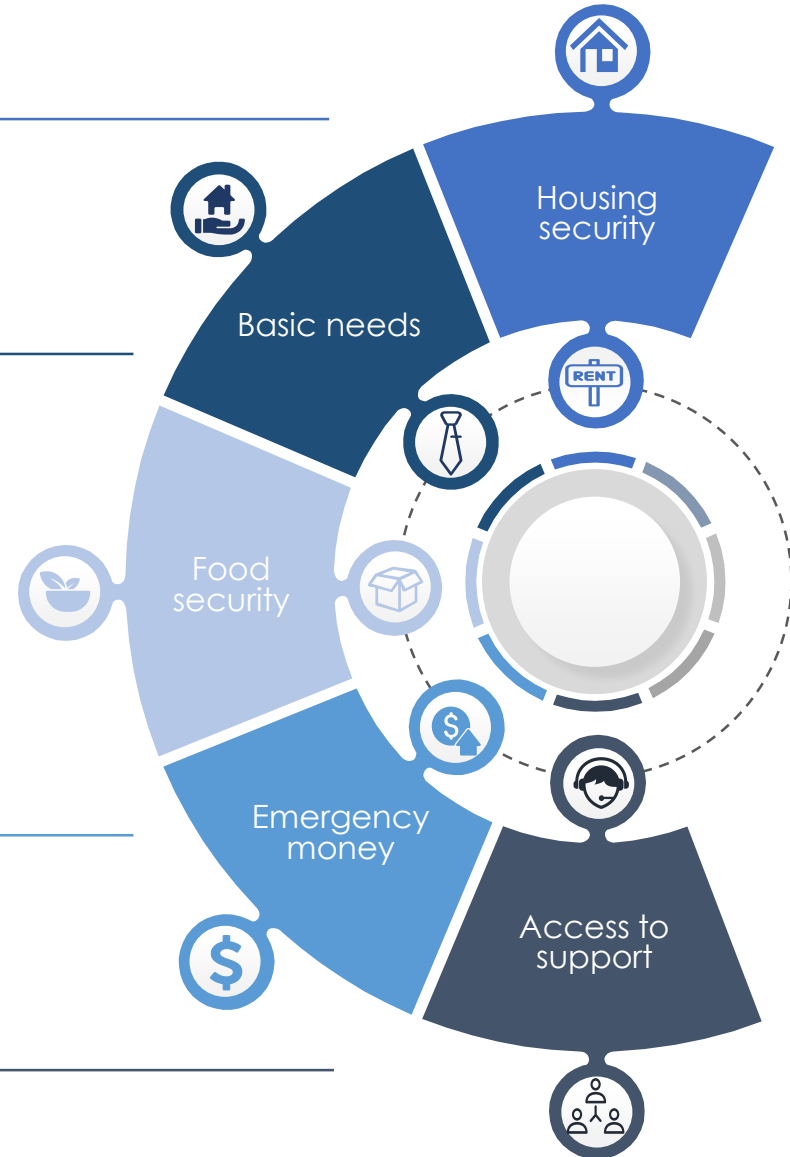 Housing
security
RENT
Basic needs
Food
security
$
Emergency
money
$
Access to
support